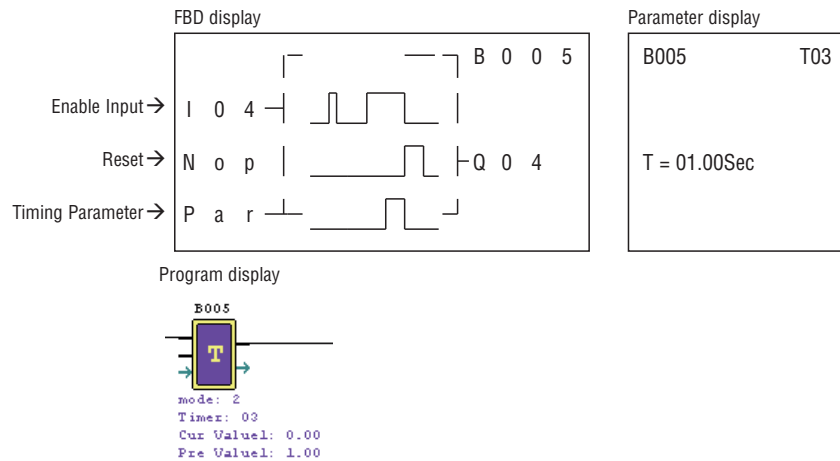 FBD display
Parameter display
B 0 0 5
B005 T03
Enable Input → I 0 4
Reset → N o p
Q 0 4
T = 01.00Sec
Timing Parameter → P a r
Program display
B005
T
mode: 2
Timer: 03
Cur Value1: 0.00
Pre Value1: 1.00